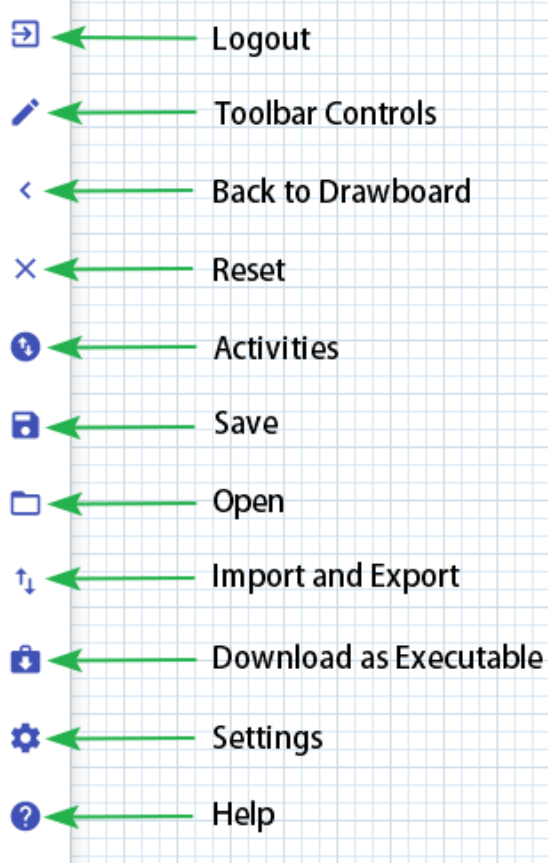 Logout
Toolbar Controls
Back to Drawboard
Reset
Activities
Save
Open
Import and Export
Download as Executable
Settings
Help